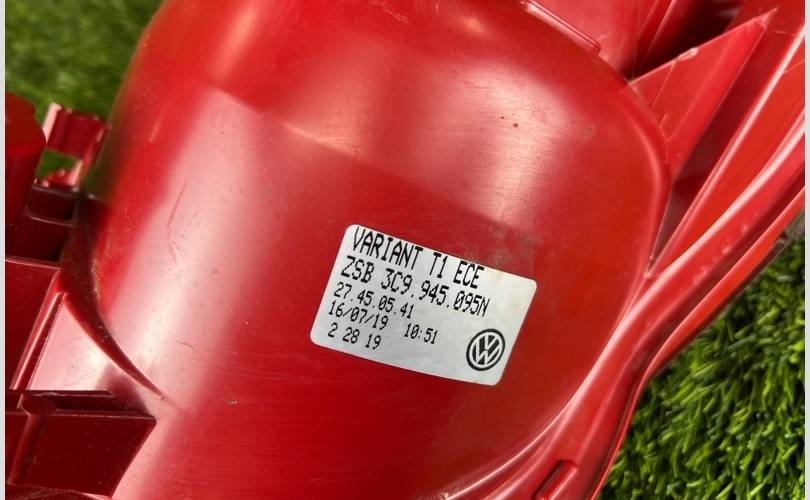 VARIANT T1 ECE
ZSB 3C9.945.095N
27.45.05.41
16/07/19 10:51
2 28 19